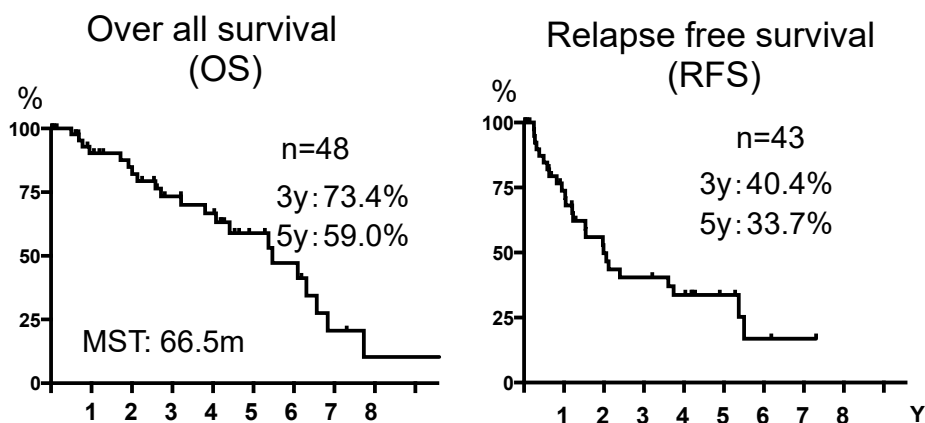 Over all survival
(OS)
%
100
75
50
25
0
n=48
3y:73.4%
5y:59.0%
MST: 66.5m
1 2 3 4 5 6 7 8
Relapse free survival
(RFS)
%
100
75
50
25
0
n=43
3y:40.4%
5y:33.7%
1 2 3 4 5 6 7 8 Y